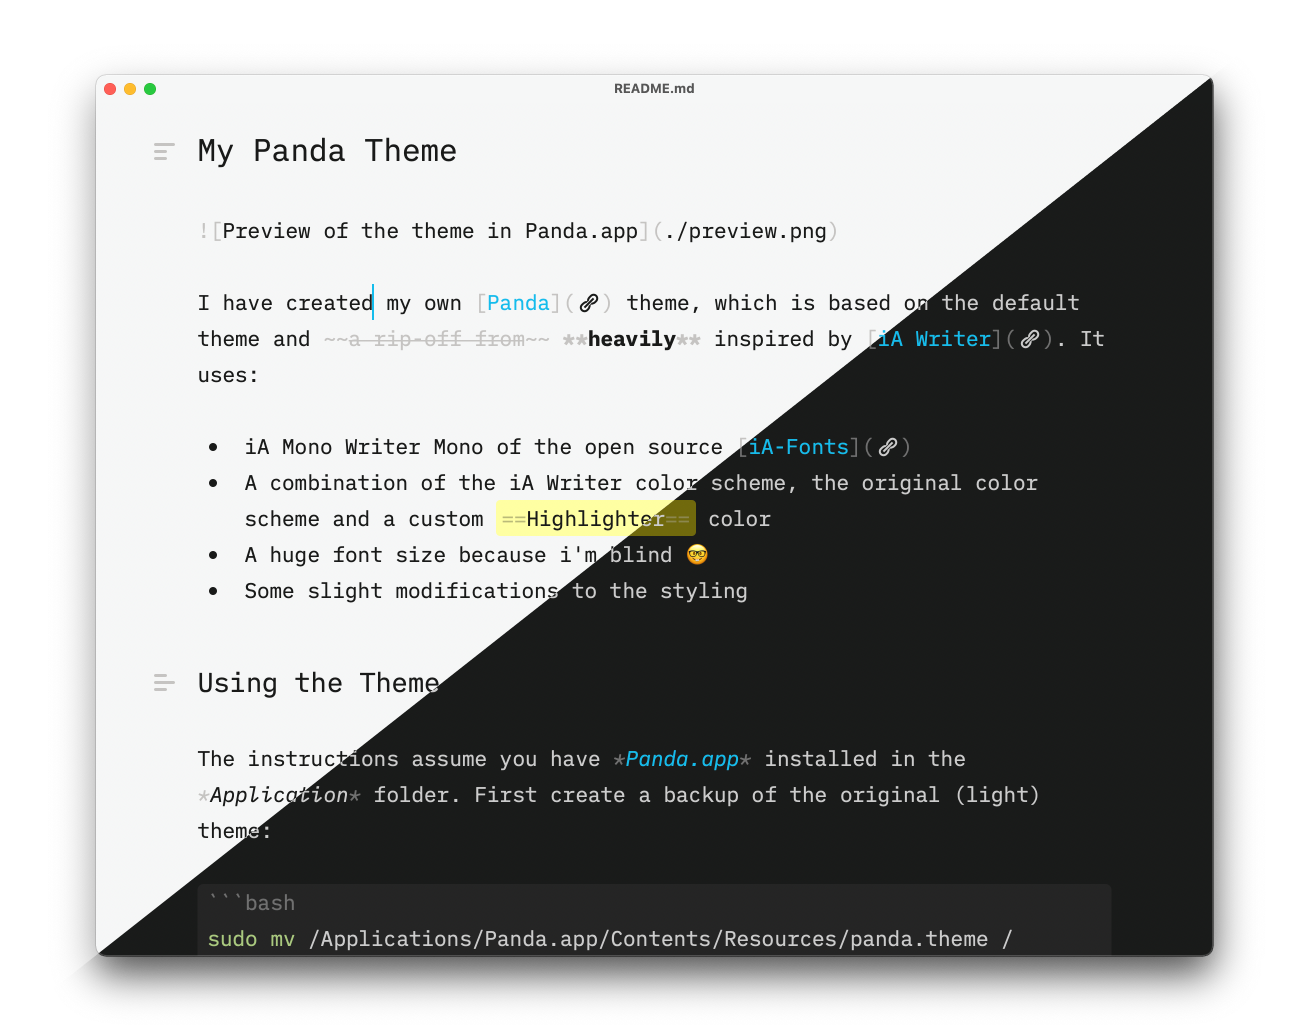 README.md
My Panda Theme
![Preview of the theme in Panda.app](./preview.png)
I have created my own [Panda](🔗) theme, which is based on the default
theme and ~~a rip-off from~~ **heavily** inspired by [iA Writer](🔗). It
uses:
• iA Mono Writer Mono of the open source [iA-Fonts](🔗)
• A combination of the iA Writer color scheme, the original color
scheme and a custom ==Highlighter== color
• A huge font size because i'm blind 🤓
• Some slight modifications to the styling
Using the Theme
The instructions assume you have *Panda.app* installed in the
*Application* folder. First create a backup of the original (light)
theme:
```bash
sudo mv /Applications/Panda.app/Contents/Resources/panda.theme /